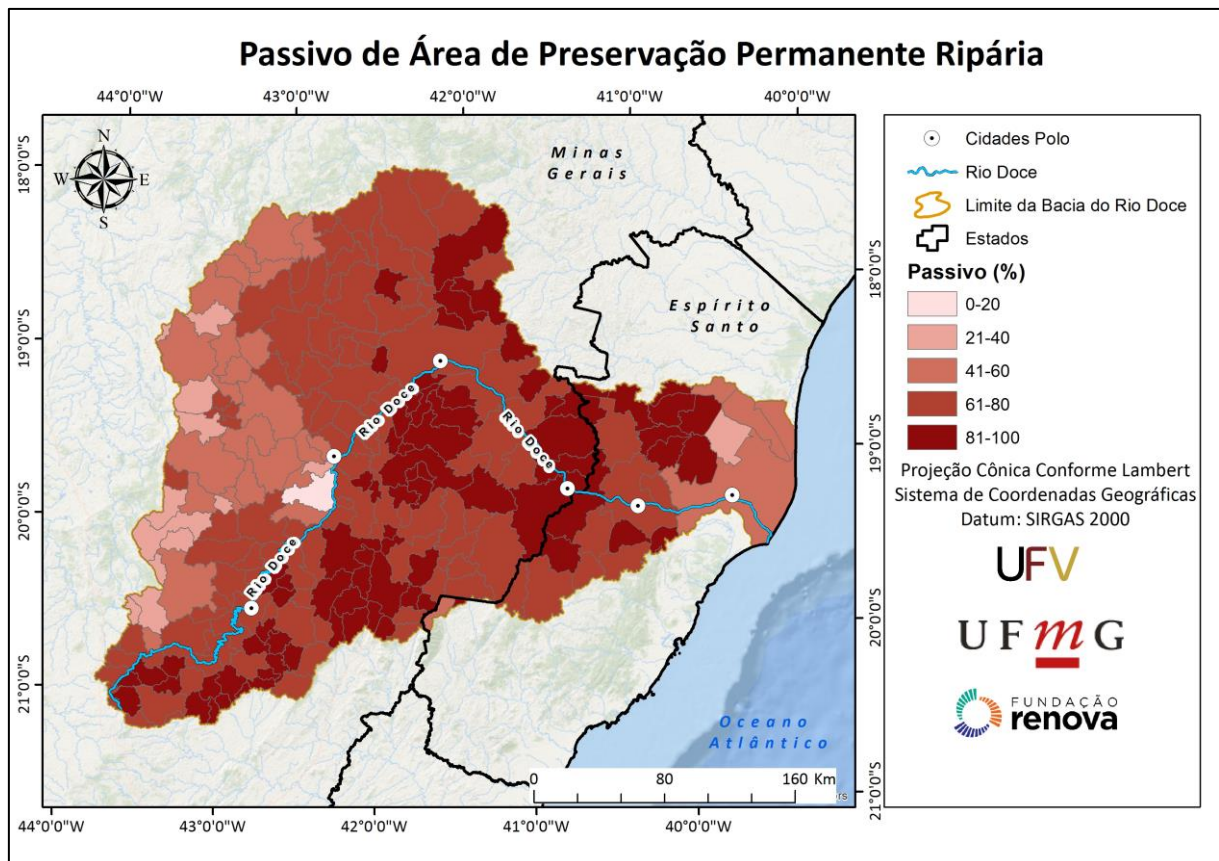 Passivo de Área de Preservação Permanente Ripária
44°0'0"W 43°0'0"W 42°0'0"W 41°0'0"W 40°0'0"W
18°0'0"S
19°0'0"S
20°0'0"S
21°0'0"S
N
W E
S
Minas
Gerais
Espírito
Santo
Rio Doce
Rio Doce
Rio Doce
Oceano
Atlântico
0 80 160 Km
rs
18°0'0"S
19°0'0"S
20°0'0"S
21°0'0"S
44°0'0"W 43°0'0"W 42°0'0"W 41°0'0"W 40°0'0"W
Cidades Polo
Rio Doce
Limite da Bacia do Rio Doce
Estados
Passivo (%)
0-20
21-40
41-60
61-80
81-100
Projeção Cônica Conforme Lambert
Sistema de Coordenadas Geográficas
Datum: SIRGAS 2000
UFV
UFmG
FUNDAÇÃO
renova